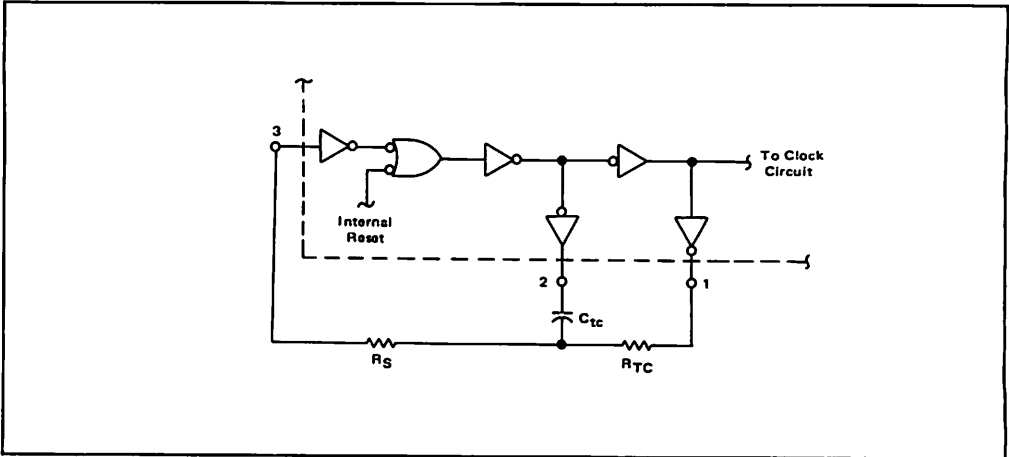 3
To Clock
Circuit
Internal
Reset
2
1
Ctc
RS
RTC